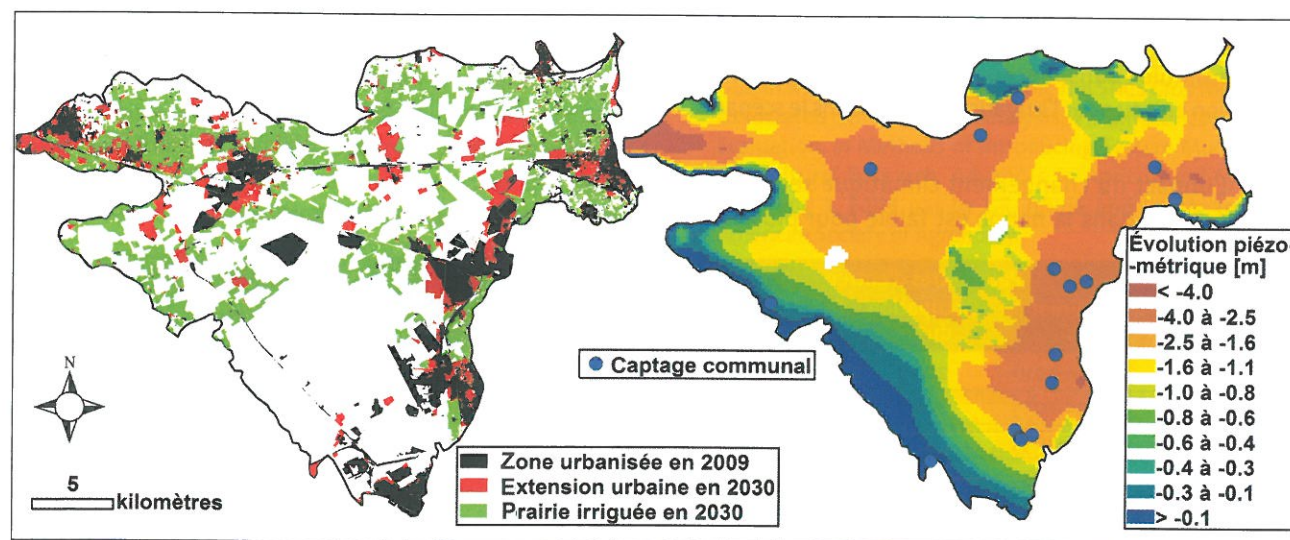 N
5
kilomètres
Zone urbanisée en 2009
Extension urbaine en 2030
Prairie irriguée en 2030
Captage communal
Évolution piézo-
-métrique [m]
< -4.0
-4.0 à -2.5
-2.5 à -1.6
-1.6 à -1.1
-1.0 à -0.8
-0.8 à -0.6
-0.6 à -0.4
-0.4 à -0.3
-0.3 à -0.1
> -0.1